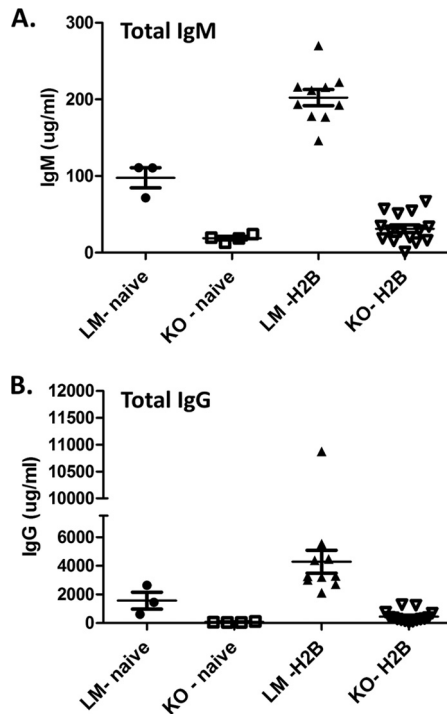 A.
Total IgM
IgM (ug/ml)
300
200
100
0
LM- naive
KO - naive
LM -H2B
KO- H2B
B.
Total IgG
IgG (ug/ml)
12000
11500
11000
10500
10000
6000
4000
2000
0
LM- naive
KO - naive
LM -H2B
KO- H2B